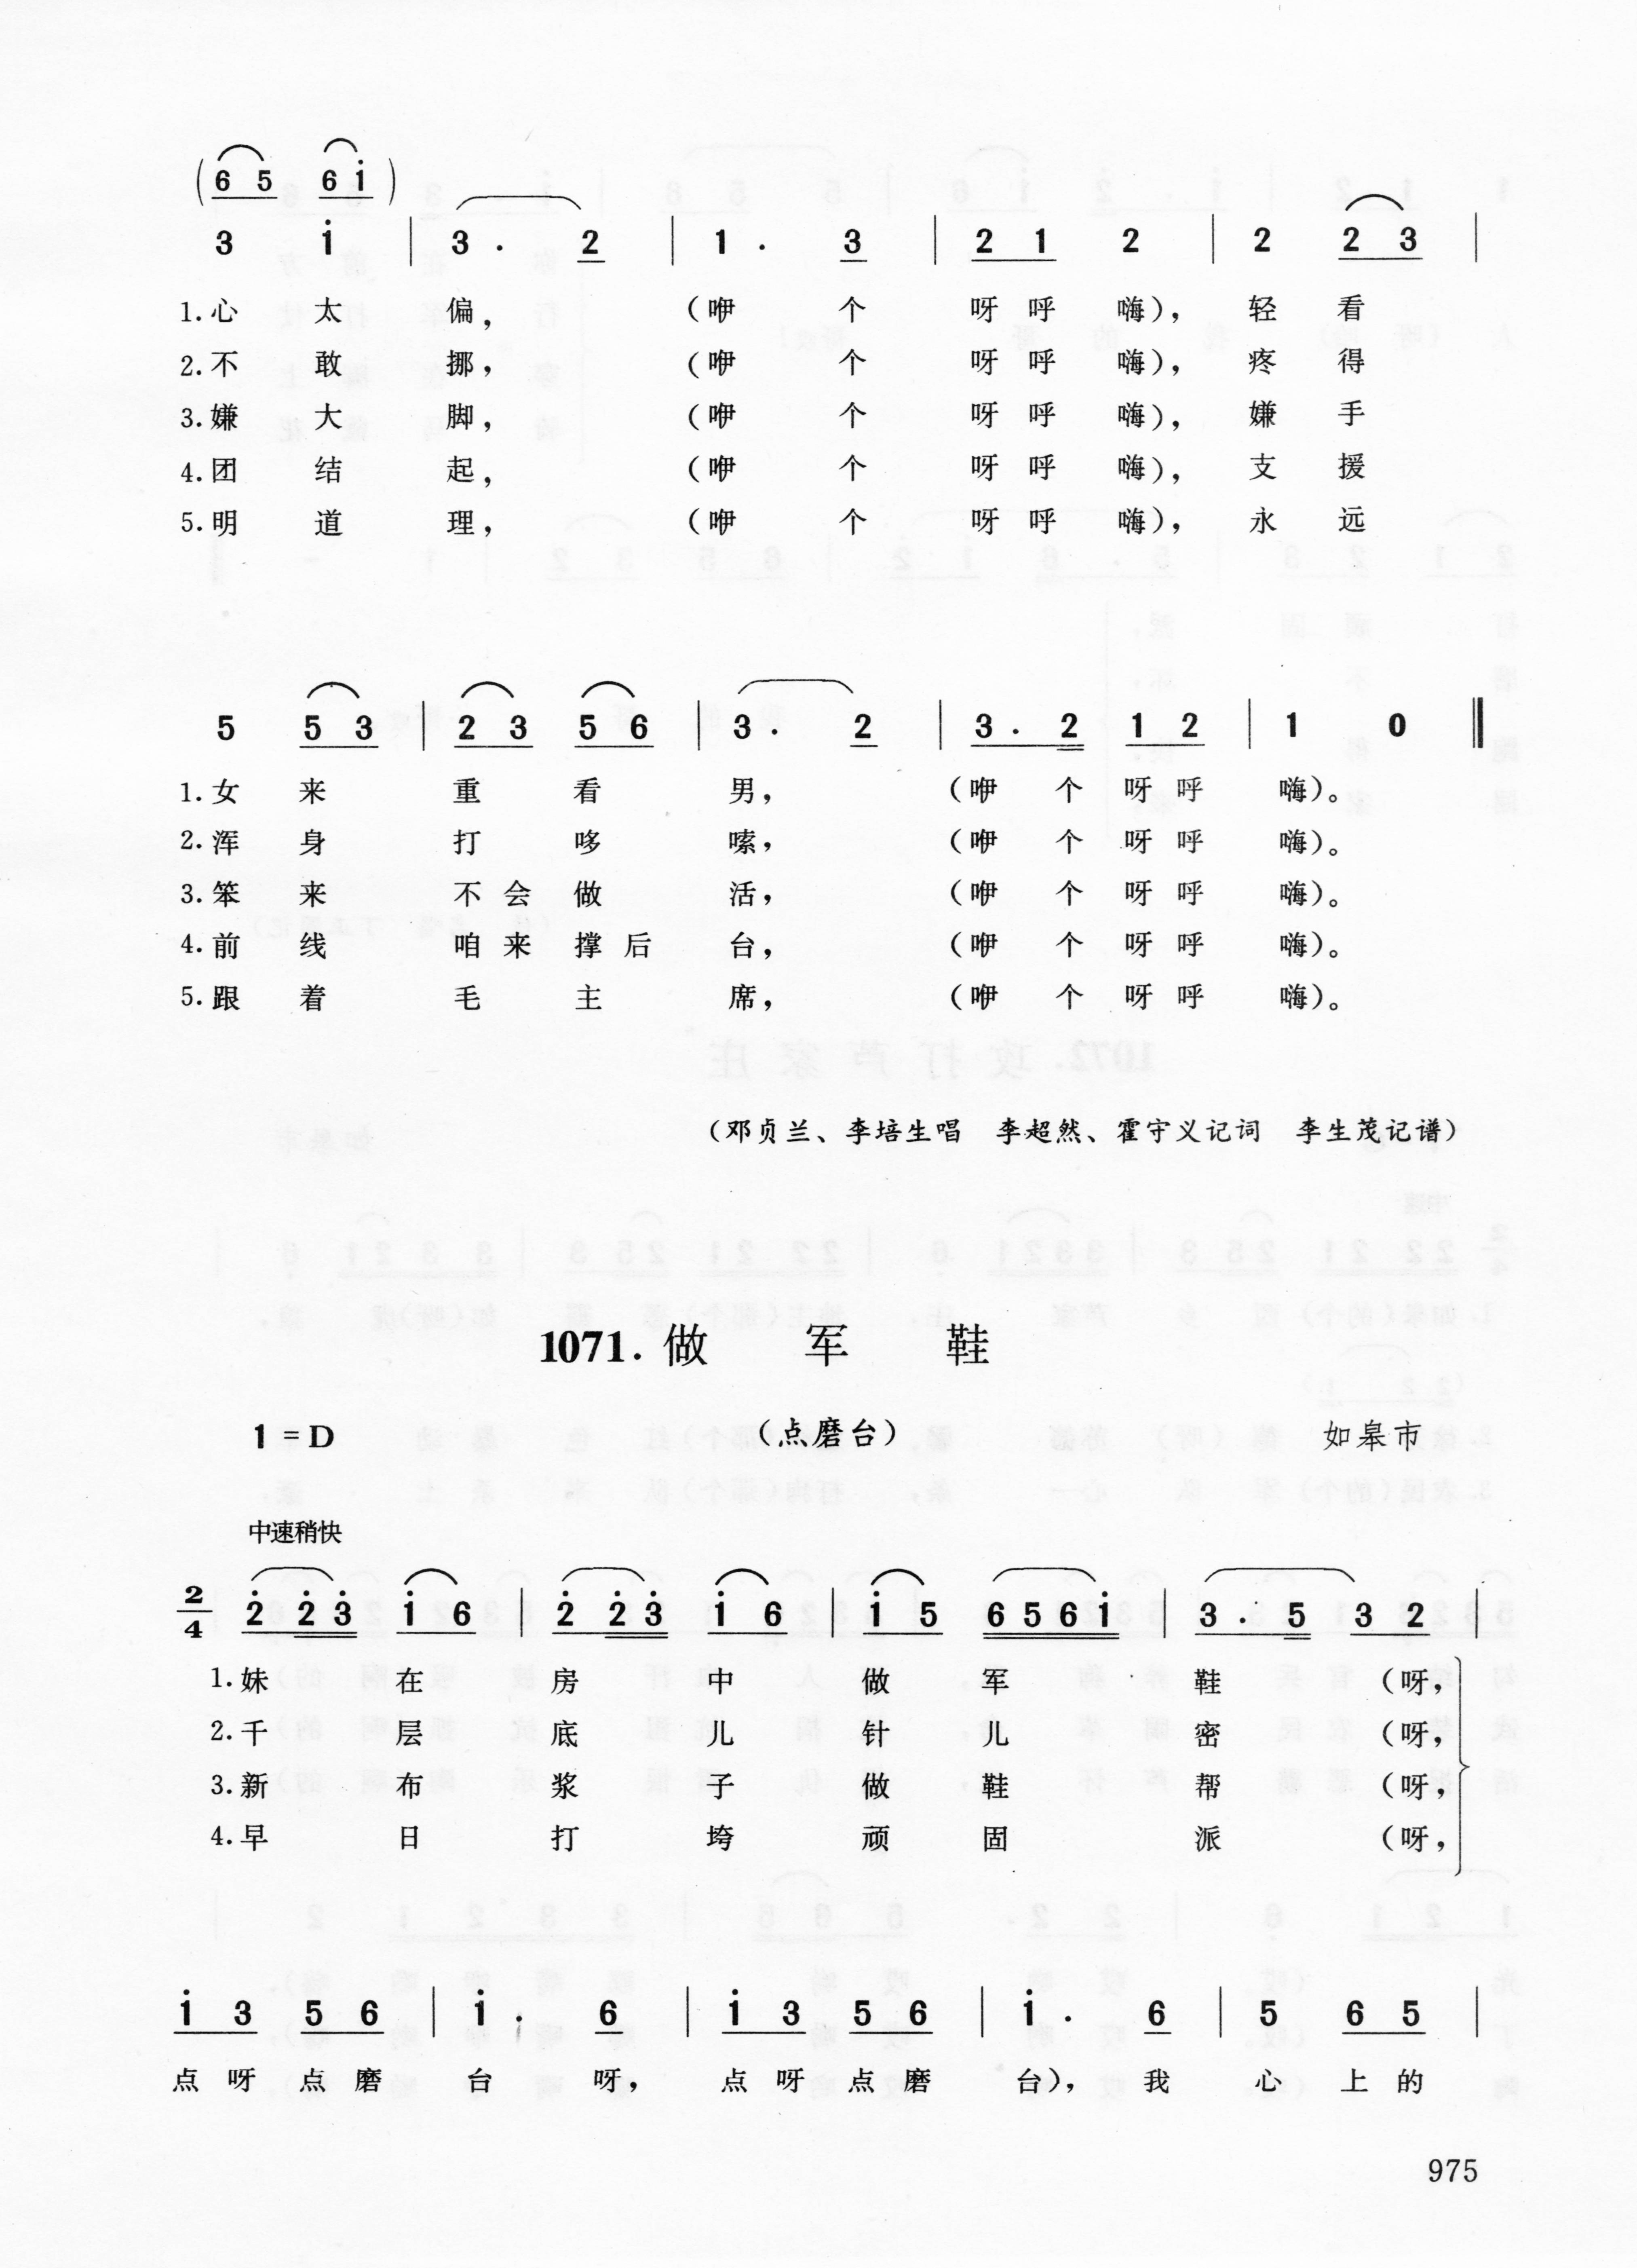 (6 5 6 i)
3 i | 3 · 2 | 1 · 3 | 2 1 2 | 2 2 3 |
1.心 太 偏, (咿 个 呀 呼 嗨), 轻 看
2.不 敢 挪, (咿 个 呀 呼 嗨), 疼 得
3.嫌 大 脚, (咿 个 呀 呼 嗨), 嫌 手
4.团 结 起, (咿 个 呀 呼 嗨), 支 援
5.明 道 理, (咿 个 呀 呼 嗨), 永 远
5 5 3 | 2 3 5 6 | 3 · 2 | 3 · 2 1 2 | 1 0 ‖
1.女 来 重 看 男, (咿 个 呀 呼 嗨)。
2.浑 身 打 哆 嗦, (咿 个 呀 呼 嗨)。
3.笨 来 不 会 做 活, (咿 个 呀 呼 嗨)。
4.前 线 咱 来 撑 后 台, (咿 个 呀 呼 嗨)。
5.跟 着 毛 主 席, (咿 个 呀 呼 嗨)。
(邓贞兰、李培生唱 李超然、霍守义记词 李生茂记谱)
1071. 做 军 鞋
1 = D (点磨台) 如皋市
中速稍快
2/4 2̇ 2̇ 3̇ i 6 | 2̇ 2̇ 3̇ i 6 | i 5 6 5 6 i | 3 · 5 3 2 |
1.妹 在 房 中 做 军 鞋 (呀,
2.千 层 底 儿 针 儿 密 (呀,
3.新 布 浆 子 做 鞋 帮 (呀,
4.早 日 打 垮 顽 固 派 (呀,
i 3 5 6 | i · 6 | i 3 5 6 | i · 6 | 5 6 5 |
点 呀 点 磨 台 呀, 点 呀 点 磨 台), 我 心 上 的
975